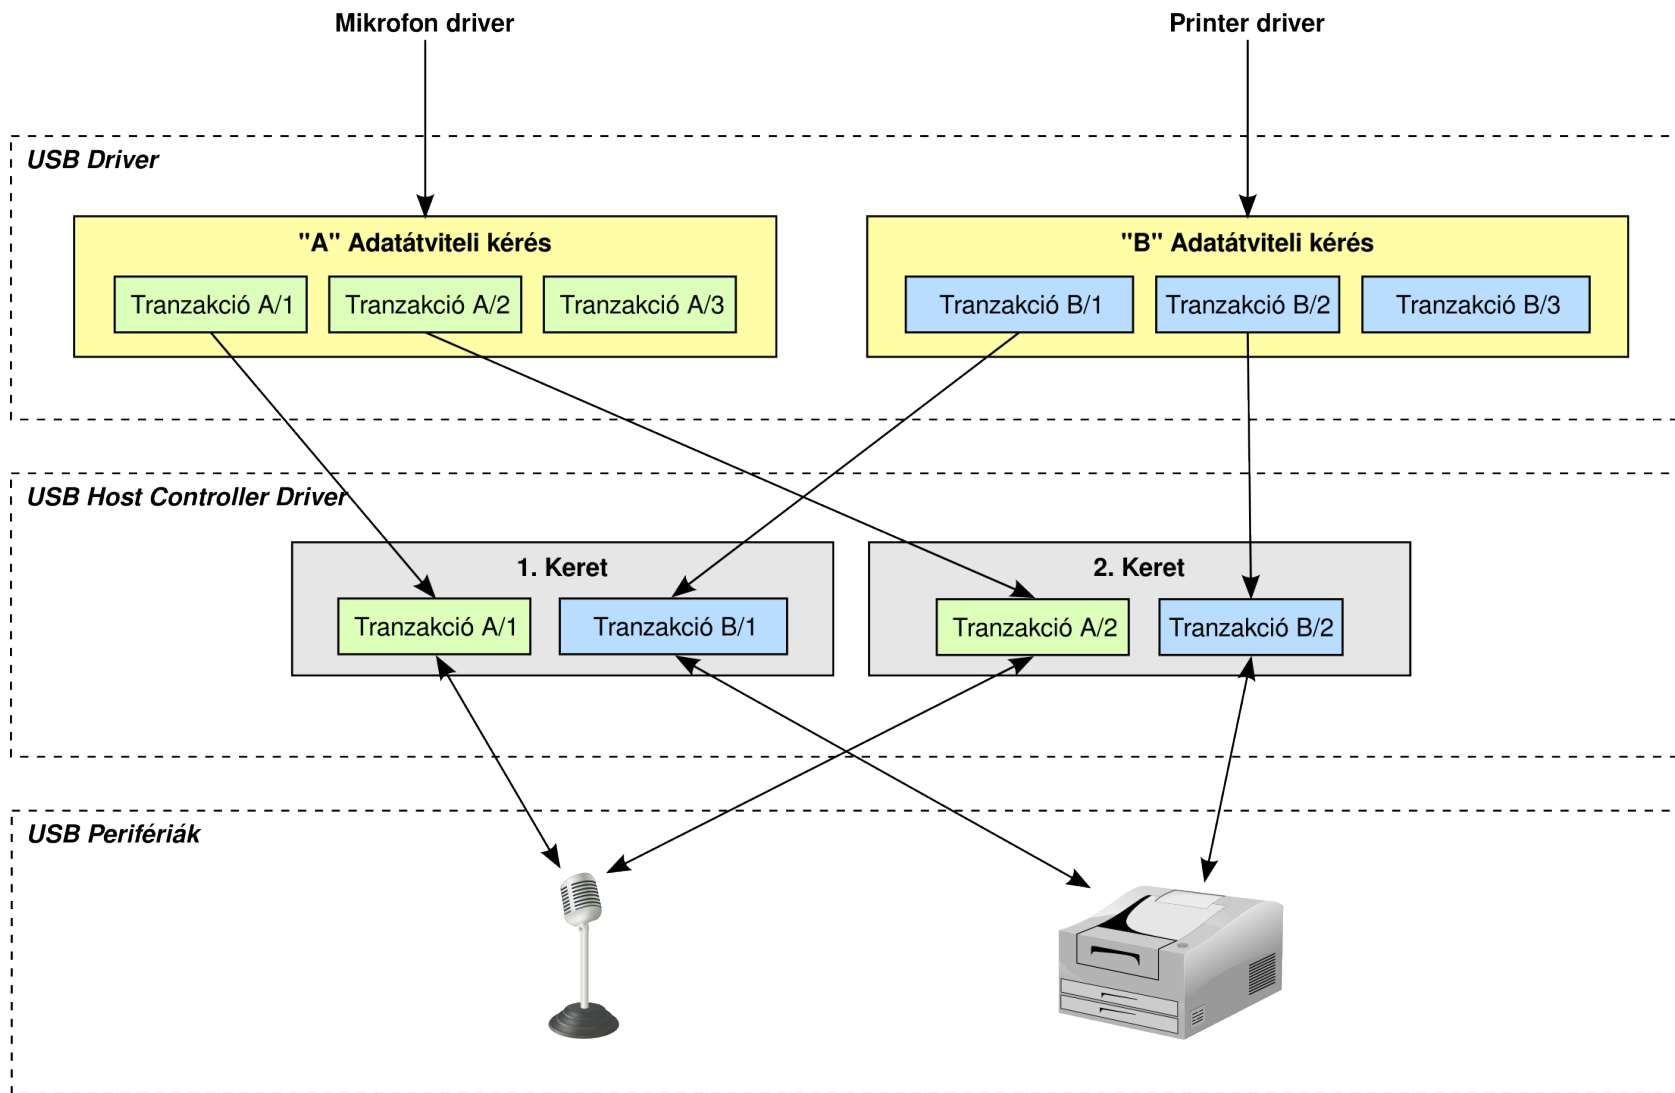 Mikrofon driver
Printer driver
USB Driver
"A" Adatátviteli kérés
"B" Adatátviteli kérés
Tranzakció A/1
Tranzakció A/2
Tranzakció A/3
Tranzakció B/1
Tranzakció B/2
Tranzakció B/3
USB Host Controller Driver
1. Keret
2. Keret
Tranzakció A/1
Tranzakció B/1
Tranzakció A/2
Tranzakció B/2
USB Perifériák